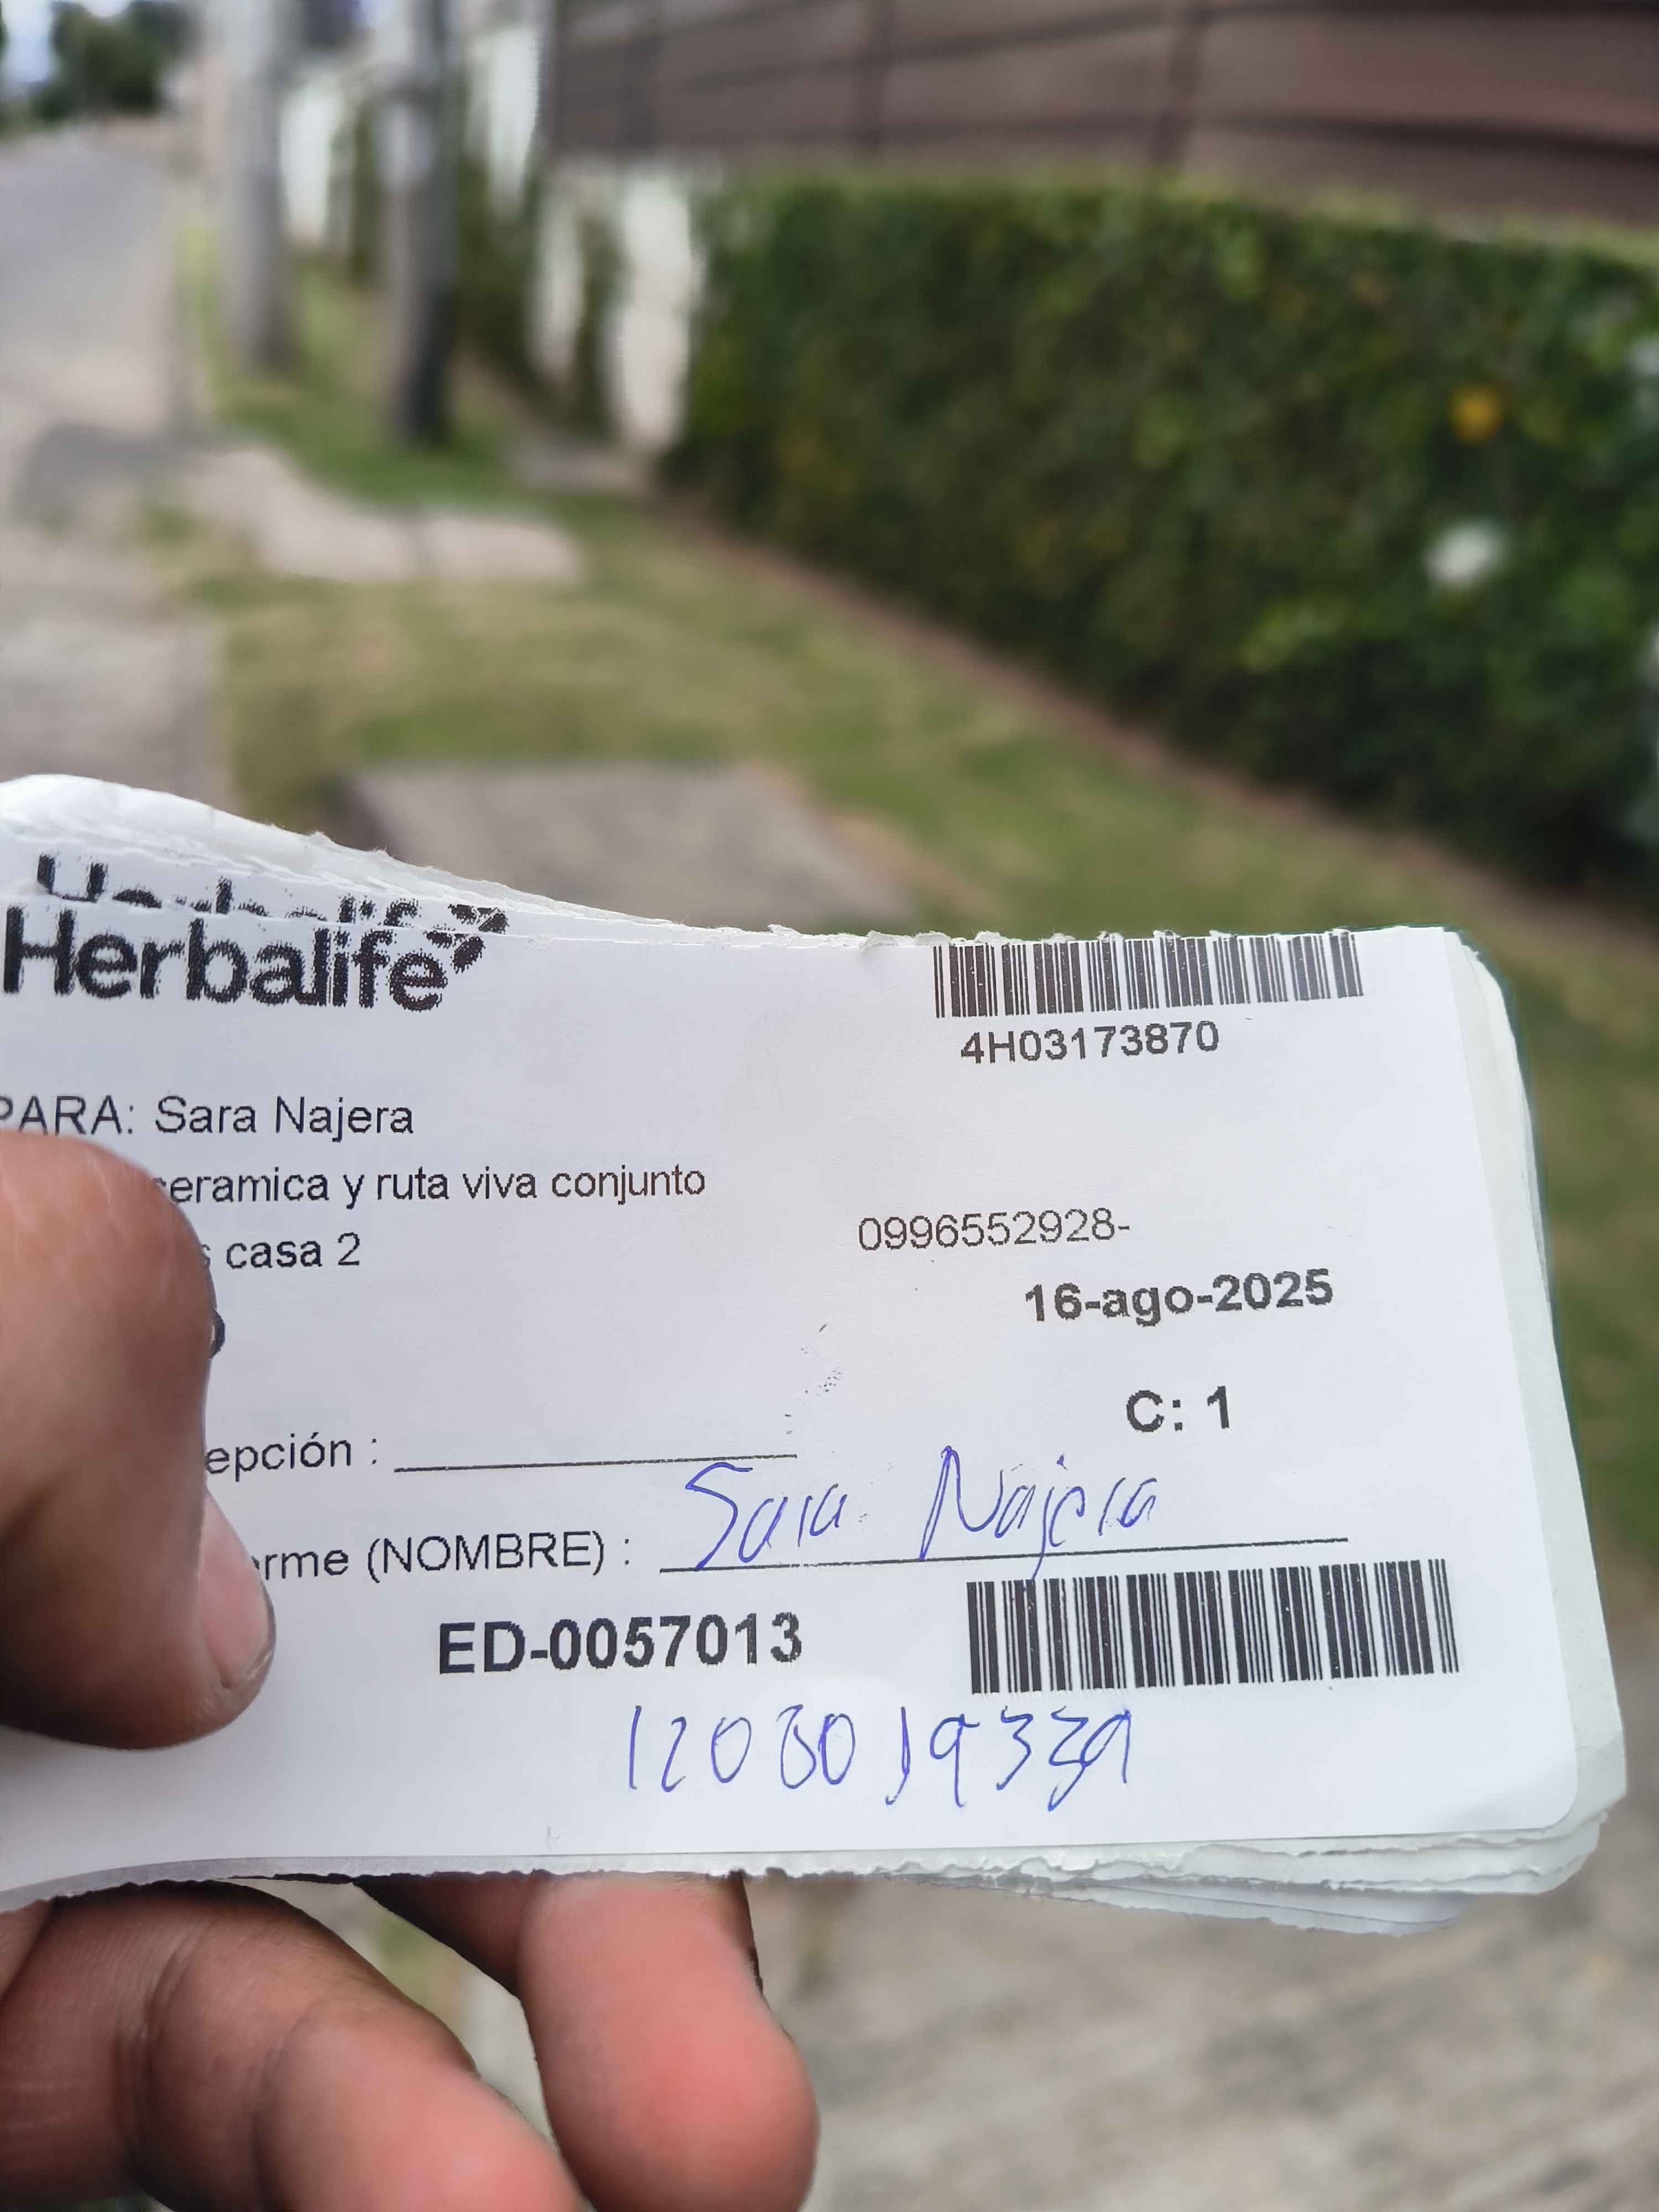 Herbalife
Herbalife
4H03173870
PARA: Sara Najera
ceramica y ruta viva conjunto
0996552928-
casa 2
16-ago-2025
C: 1
epción :
rme (NOMBRE) : Sara Najera
ED-0057013